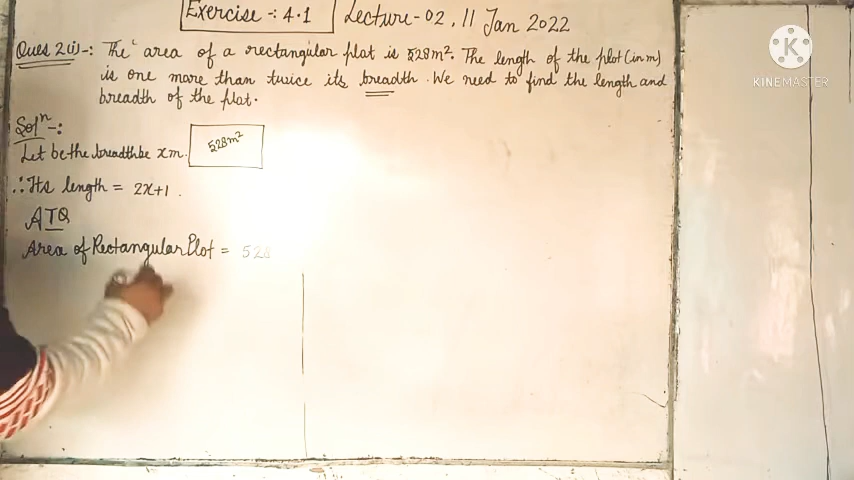 Exercise -: 4.1 Lecture-02, 11 Jan 2022
Ques 2(i)-: The area of a rectangular plat is 528m². The length of the plot (in m)
is one more than twice its breadth. We need to find the length and
breadth of the plat.
Solⁿ-:
528m²
Let be the breadth be x m.
∴ Its length = 2x+1.
ATQ
Area of Rectangular Plot = 528
K
KINEMASTER